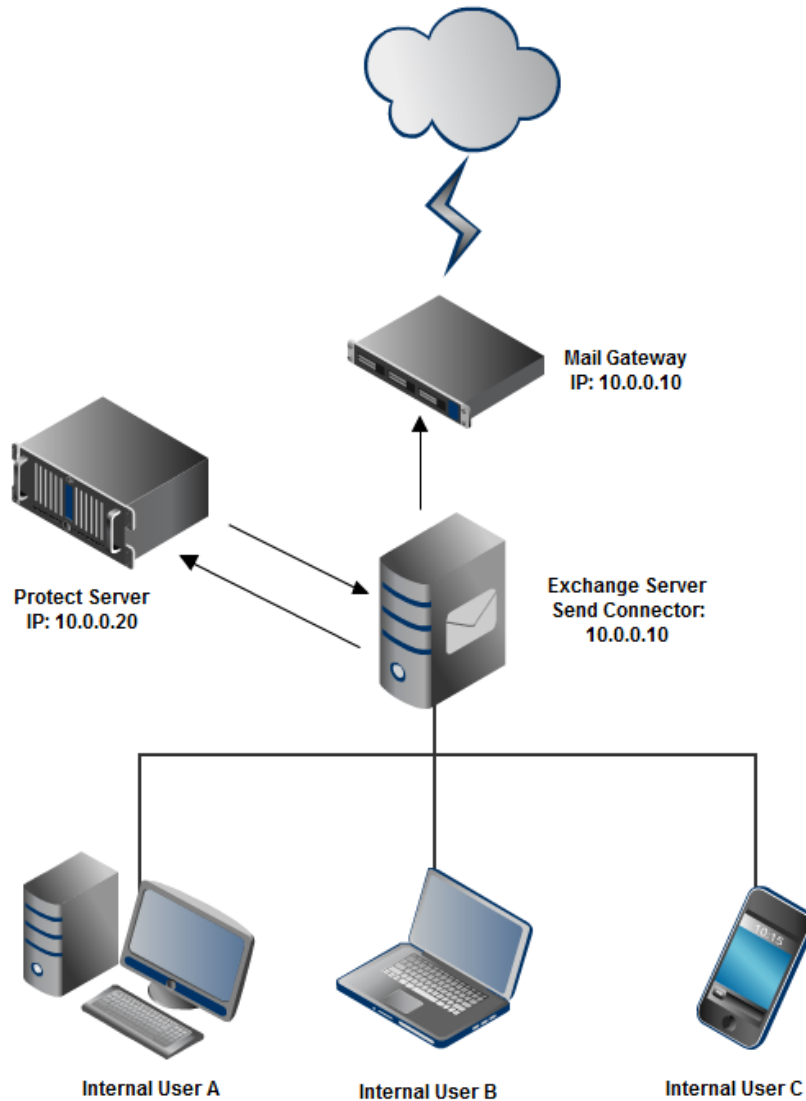 Mail Gateway
IP: 10.0.0.10
Protect Server
IP: 10.0.0.20
Exchange Server
Send Connector:
10.0.0.10
10:15
Internal User A
Internal User B
Internal User C